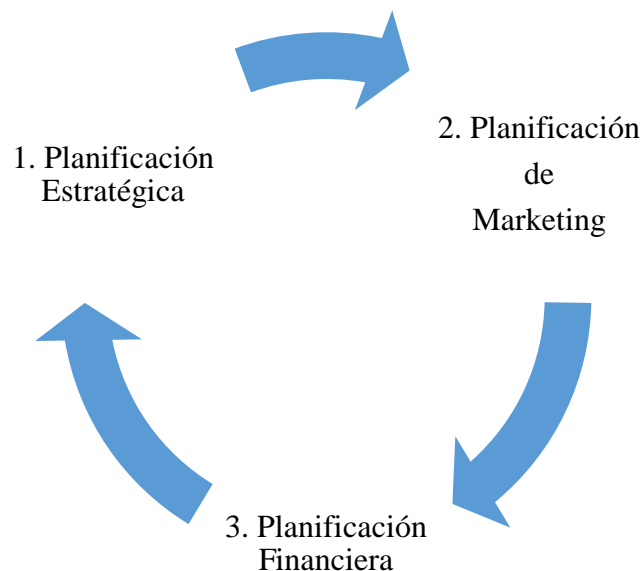 1. Planificación
Estratégica
2. Planificación
de
Marketing
3. Planificación
Financiera